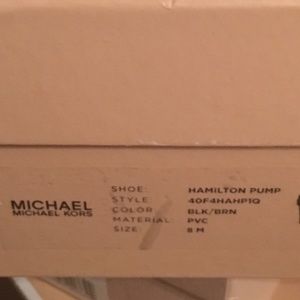 MICHAEL
MICHAEL KORS
SHOE: HAMILTON PUMP
STYLE: 40F4HAHP1Q
COLOR: BLK/BRN
MATERIAL: PVC
SIZE: 8 M